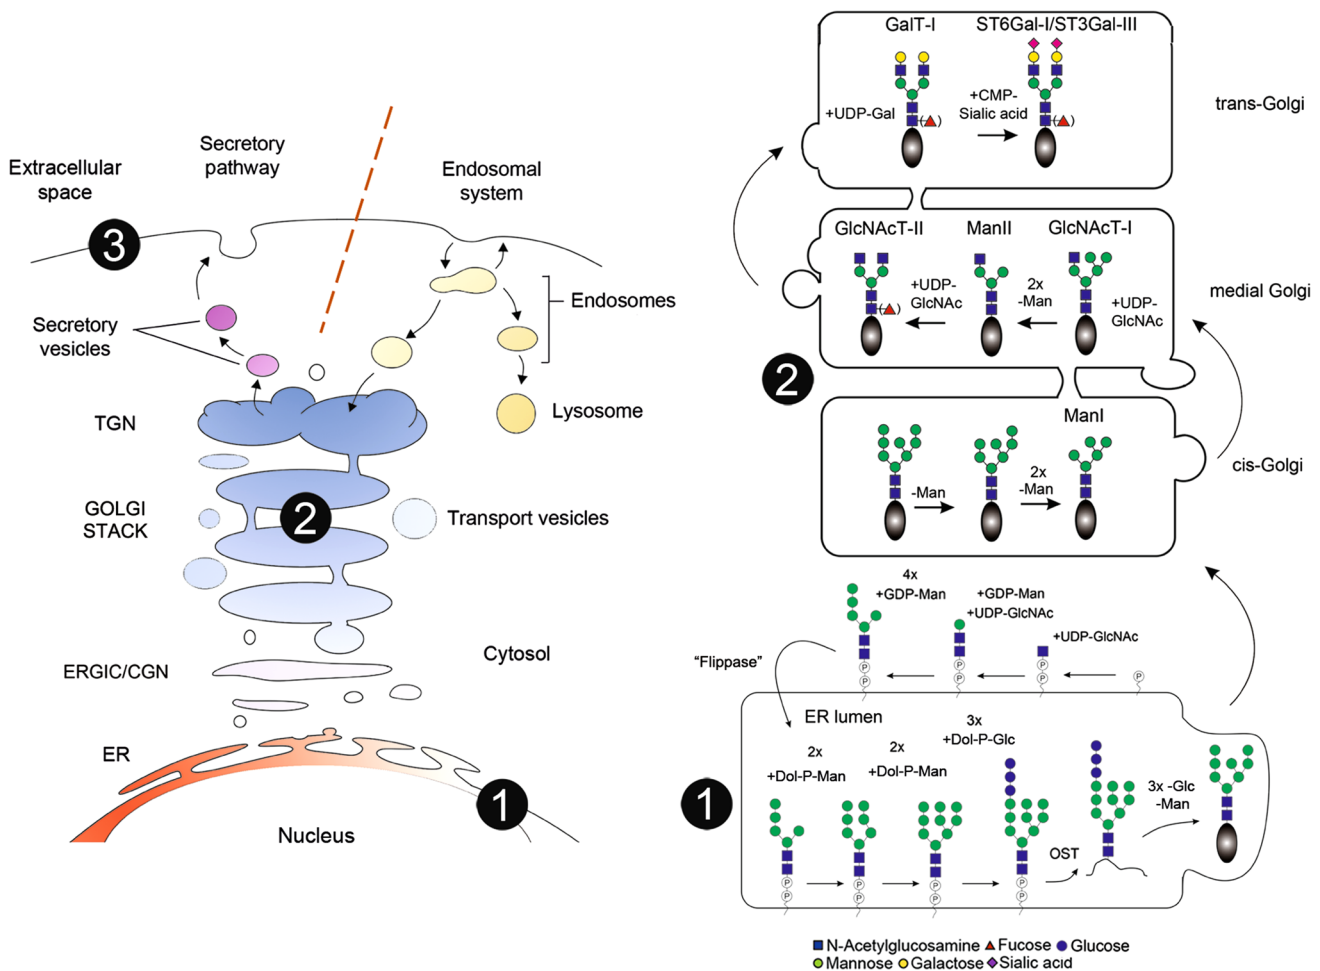 Extracellular
space
Secretory
pathway
Endosomal
system
3
Secretory
vesicles
Endosomes
Lysosome
TGN
GOLGI
STACK
2
Transport vesicles
ERGIC/CGN
Cytosol
ER
1
Nucleus
GalT-I
ST6Gal-I/ST3Gal-III
+UDP-Gal
+CMP-
Sialic acid
trans-Golgi
GlcNAcT-II
ManII
GlcNAcT-I
+UDP-
GlcNAc
2x
-Man
+UDP-
GlcNAc
medial Golgi
2
ManI
-Man
2x
-Man
cis-Golgi
4x
+GDP-Man
+GDP-Man
+UDP-GlcNAc
+UDP-GlcNAc
"Flippase"
P
P
P
P
P
P
P
ER lumen
2x
+Dol-P-Man
2x
+Dol-P-Man
3x
+Dol-P-Glc
1
3x -Glc
-Man
OST
P
P
P
P
P
P
P
P
N-Acetylglucosamine Fucose Glucose
Mannose Galactose Sialic acid